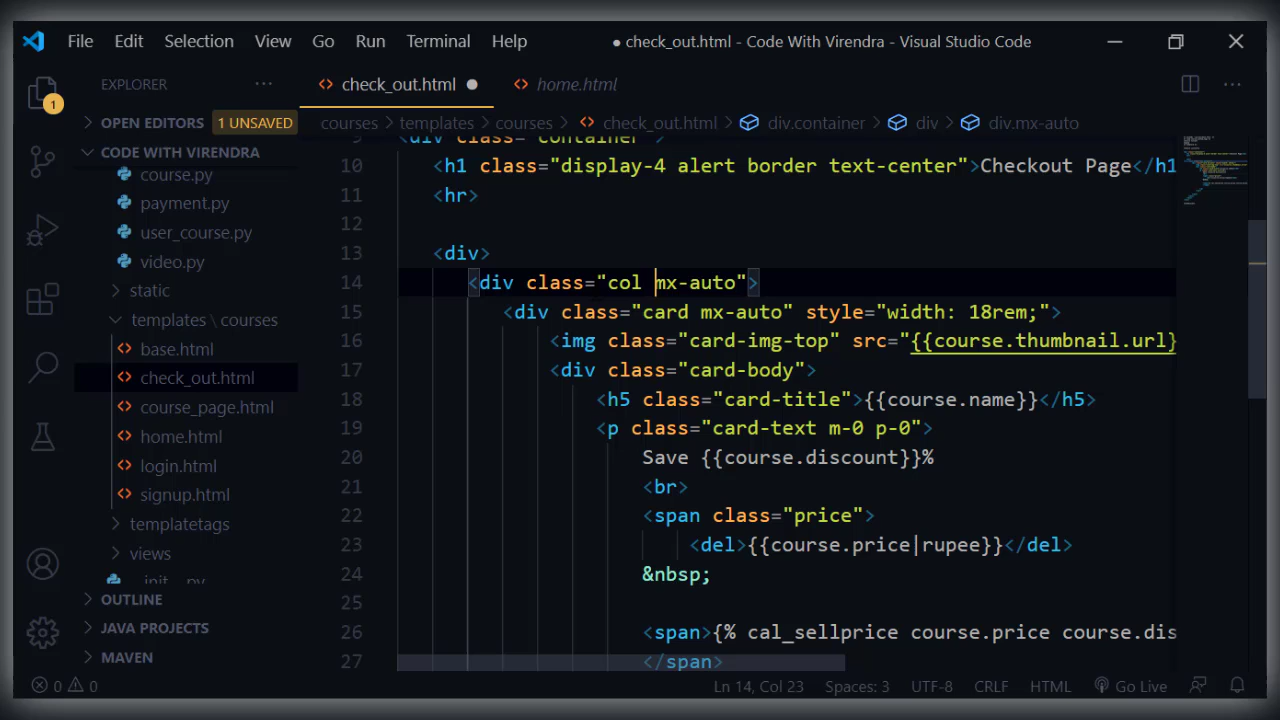 File Edit Selection View Go Run Terminal Help
● check_out.html - Code With Virendra - Visual Studio Code
EXPLORER ···
<> check_out.html ●
<> home.html
···
1
OPEN EDITORS 1 UNSAVED
courses > templates > courses > <> check_out.html > div.container > div > div.mx-auto
CODE WITH VIRENDRA
course.py
payment.py
user_course.py
video.py
static
templates \ courses
<> base.html
<> check_out.html
<> course_page.html
<> home.html
<> login.html
<> signup.html
templatetags
views
__init__.py
OUTLINE
JAVA PROJECTS
MAVEN
<div class="container">
10 <h1 class="display-4 alert border text-center">Checkout Page</h1
11 <hr>
12
13 <div>
14 <div class="col mx-auto">
15 <div class="card mx-auto" style="width: 18rem;">
16 <img class="card-img-top" src="{{course.thumbnail.url}
17 <div class="card-body">
18 <h5 class="card-title">{{course.name}}</h5>
19 <p class="card-text m-0 p-0">
20 Save {{course.discount}}%
21 <br>
22 <span class="price">
23 <del>{{course.price|rupee}}</del>
24 &nbsp;
25
26 <span>{% cal_sellprice course.price course.dis
27 </span>
0 0 Ln 14, Col 23 Spaces: 3 UTF-8 CRLF HTML Go Live